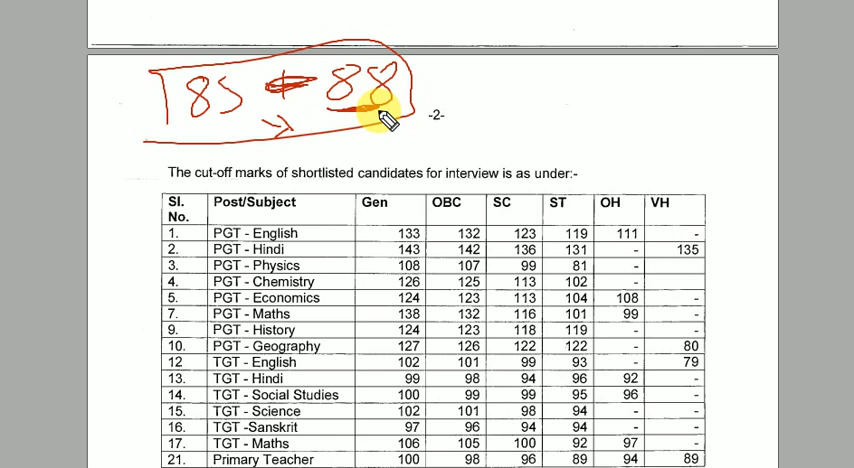 85 - 88
-2-
The cut-off marks of shortlisted candidates for interview is as under:-
Sl. No. Post/Subject Gen OBC SC ST OH VH
1. PGT - English 133 132 123 119 111 -
2. PGT - Hindi 143 142 136 131 - 135
3. PGT - Physics 108 107 99 81 -
4. PGT - Chemistry 126 125 113 102 -
5. PGT - Economics 124 123 113 104 108 -
7. PGT - Maths 138 132 116 101 99 -
9. PGT - History 124 123 118 119 - -
10. PGT - Geography 127 126 122 122 - 80
12 TGT - English 102 101 99 93 - 79
13. TGT - Hindi 99 98 94 96 92 -
14. TGT - Social Studies 100 99 99 95 96 -
15. TGT - Science 102 101 98 94 - -
16. TGT -Sanskrit 97 96 94 94 - -
17. TGT - Maths 106 105 100 92 97 -
21. Primary Teacher 100 98 96 89 94 89